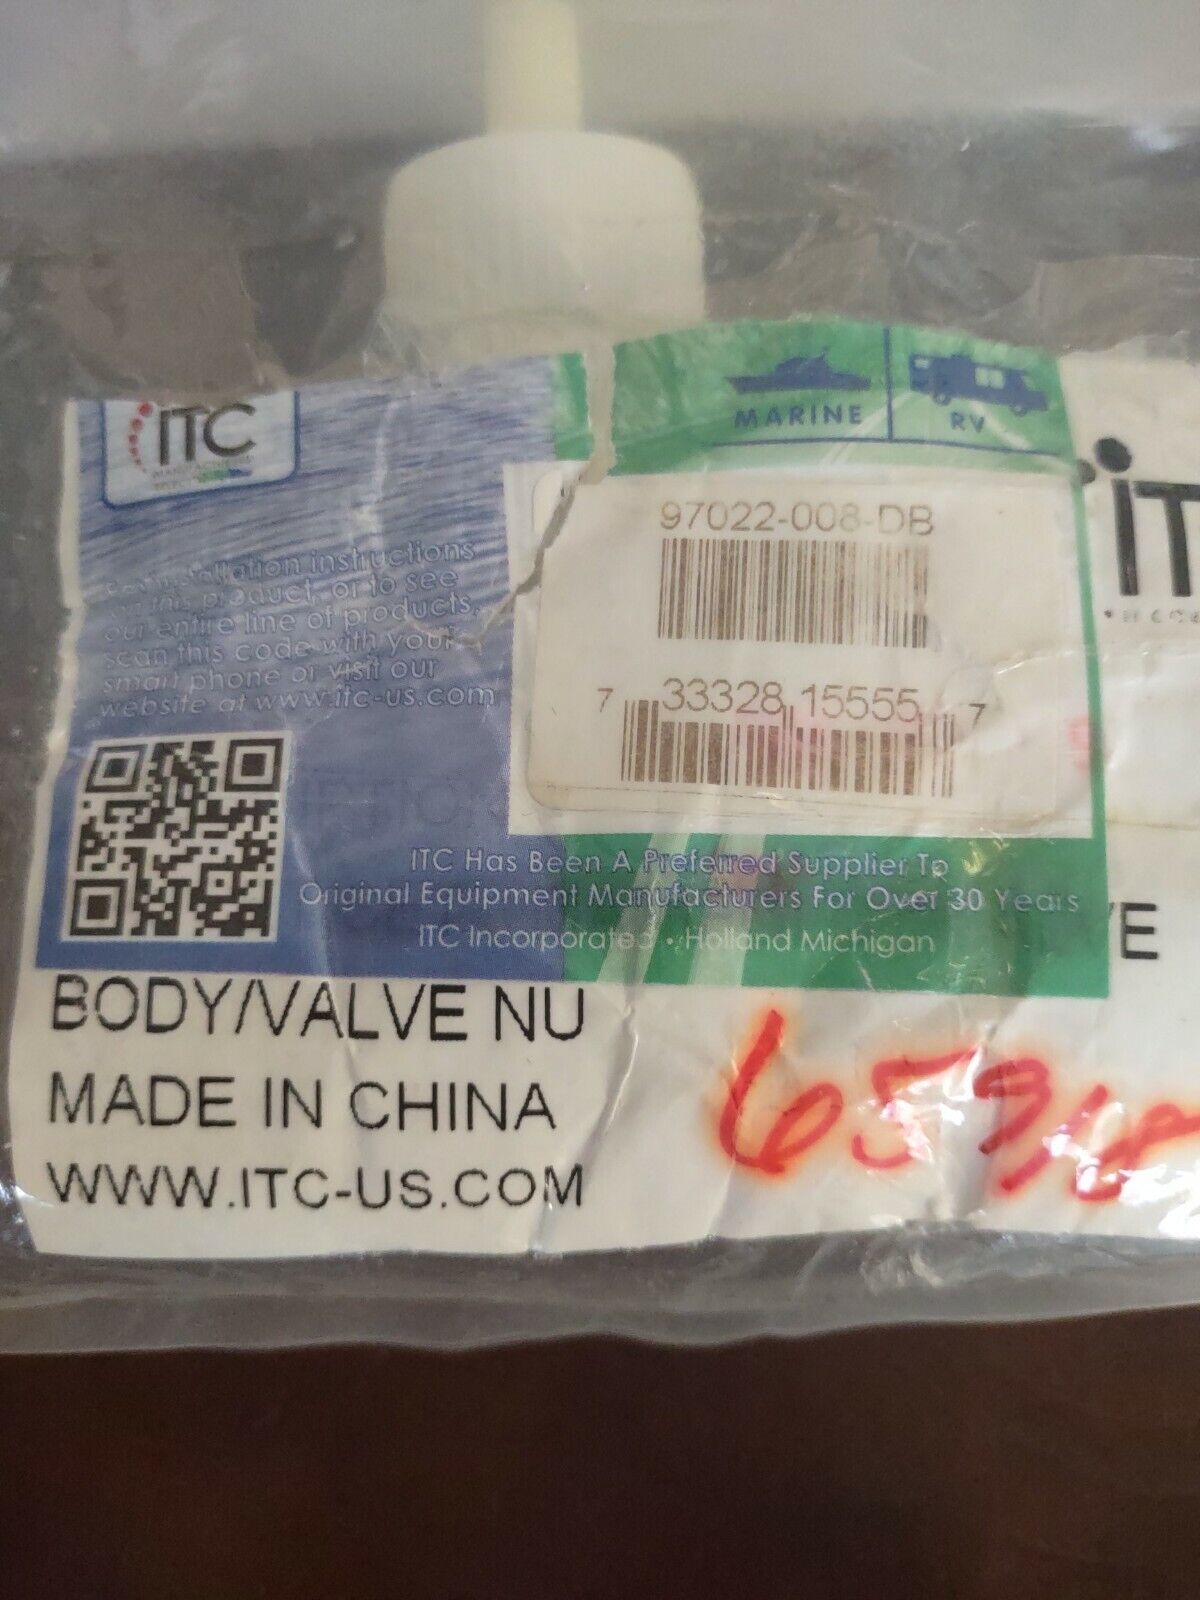 MARINE
RV
ITC
iT
97022-008-DB
installation instructions
on this product, or to see
our entire line of products,
scan this code with your
smart phone or visit our
website at www.itc-us.com
7 33328 15555 7
ITC Has Been A Preferred Supplier To
Original Equipment Manufacturers For Over 30 Years
ITC Incorporated • Holland Michigan
VE
BODY/VALVE NU
MADE IN CHINA
WWW.ITC-US.COM